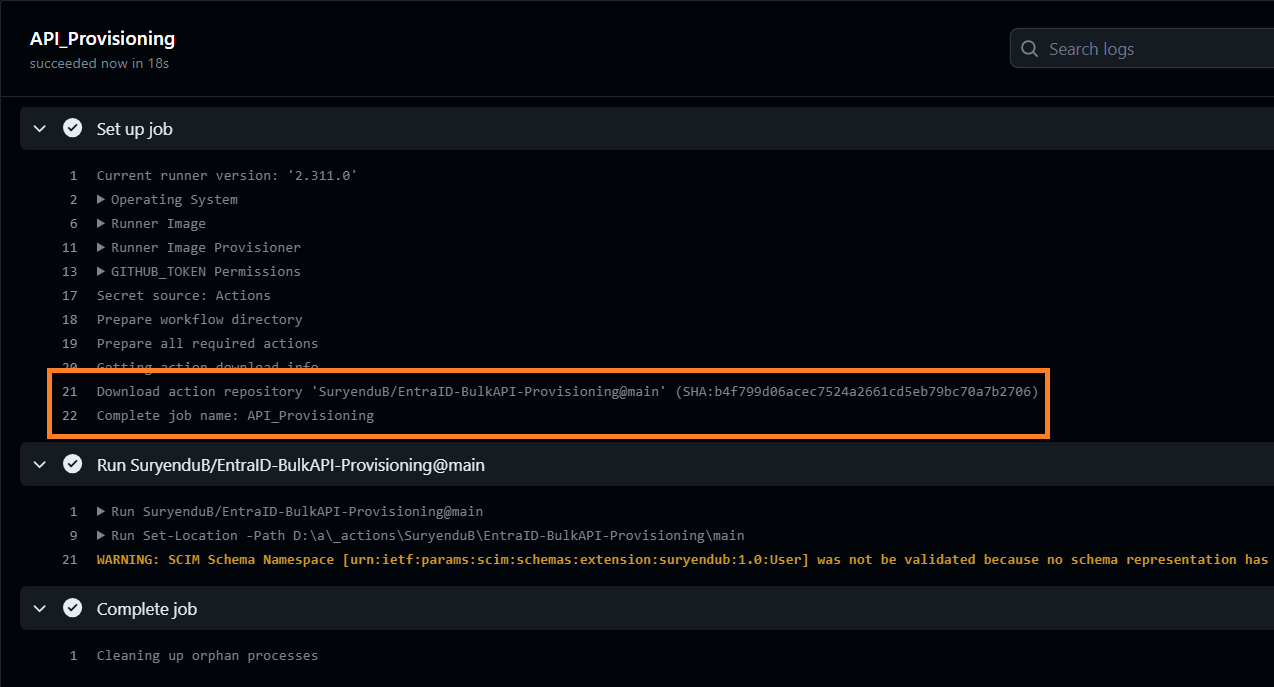 API_Provisioning
succeeded now in 18s
Search logs
Set up job
1 Current runner version: '2.311.0'
2 ▶ Operating System
6 ▶ Runner Image
11 ▶ Runner Image Provisioner
13 ▶ GITHUB_TOKEN Permissions
17 Secret source: Actions
18 Prepare workflow directory
19 Prepare all required actions
20 Getting action download info
21 Download action repository 'SuryenduB/EntraID-BulkAPI-Provisioning@main' (SHA:b4f799d06acec7524a2661cd5eb79bc70a7b2706)
22 Complete job name: API_Provisioning
Run SuryenduB/EntraID-BulkAPI-Provisioning@main
1 ▶ Run SuryenduB/EntraID-BulkAPI-Provisioning@main
9 ▶ Run Set-Location -Path D:\a\_actions\SuryenduB\EntraID-BulkAPI-Provisioning\main
21 WARNING: SCIM Schema Namespace [urn:ietf:params:scim:schemas:extension:suryendub:1.0:User] was not be validated because no schema representation has
Complete job
1 Cleaning up orphan processes